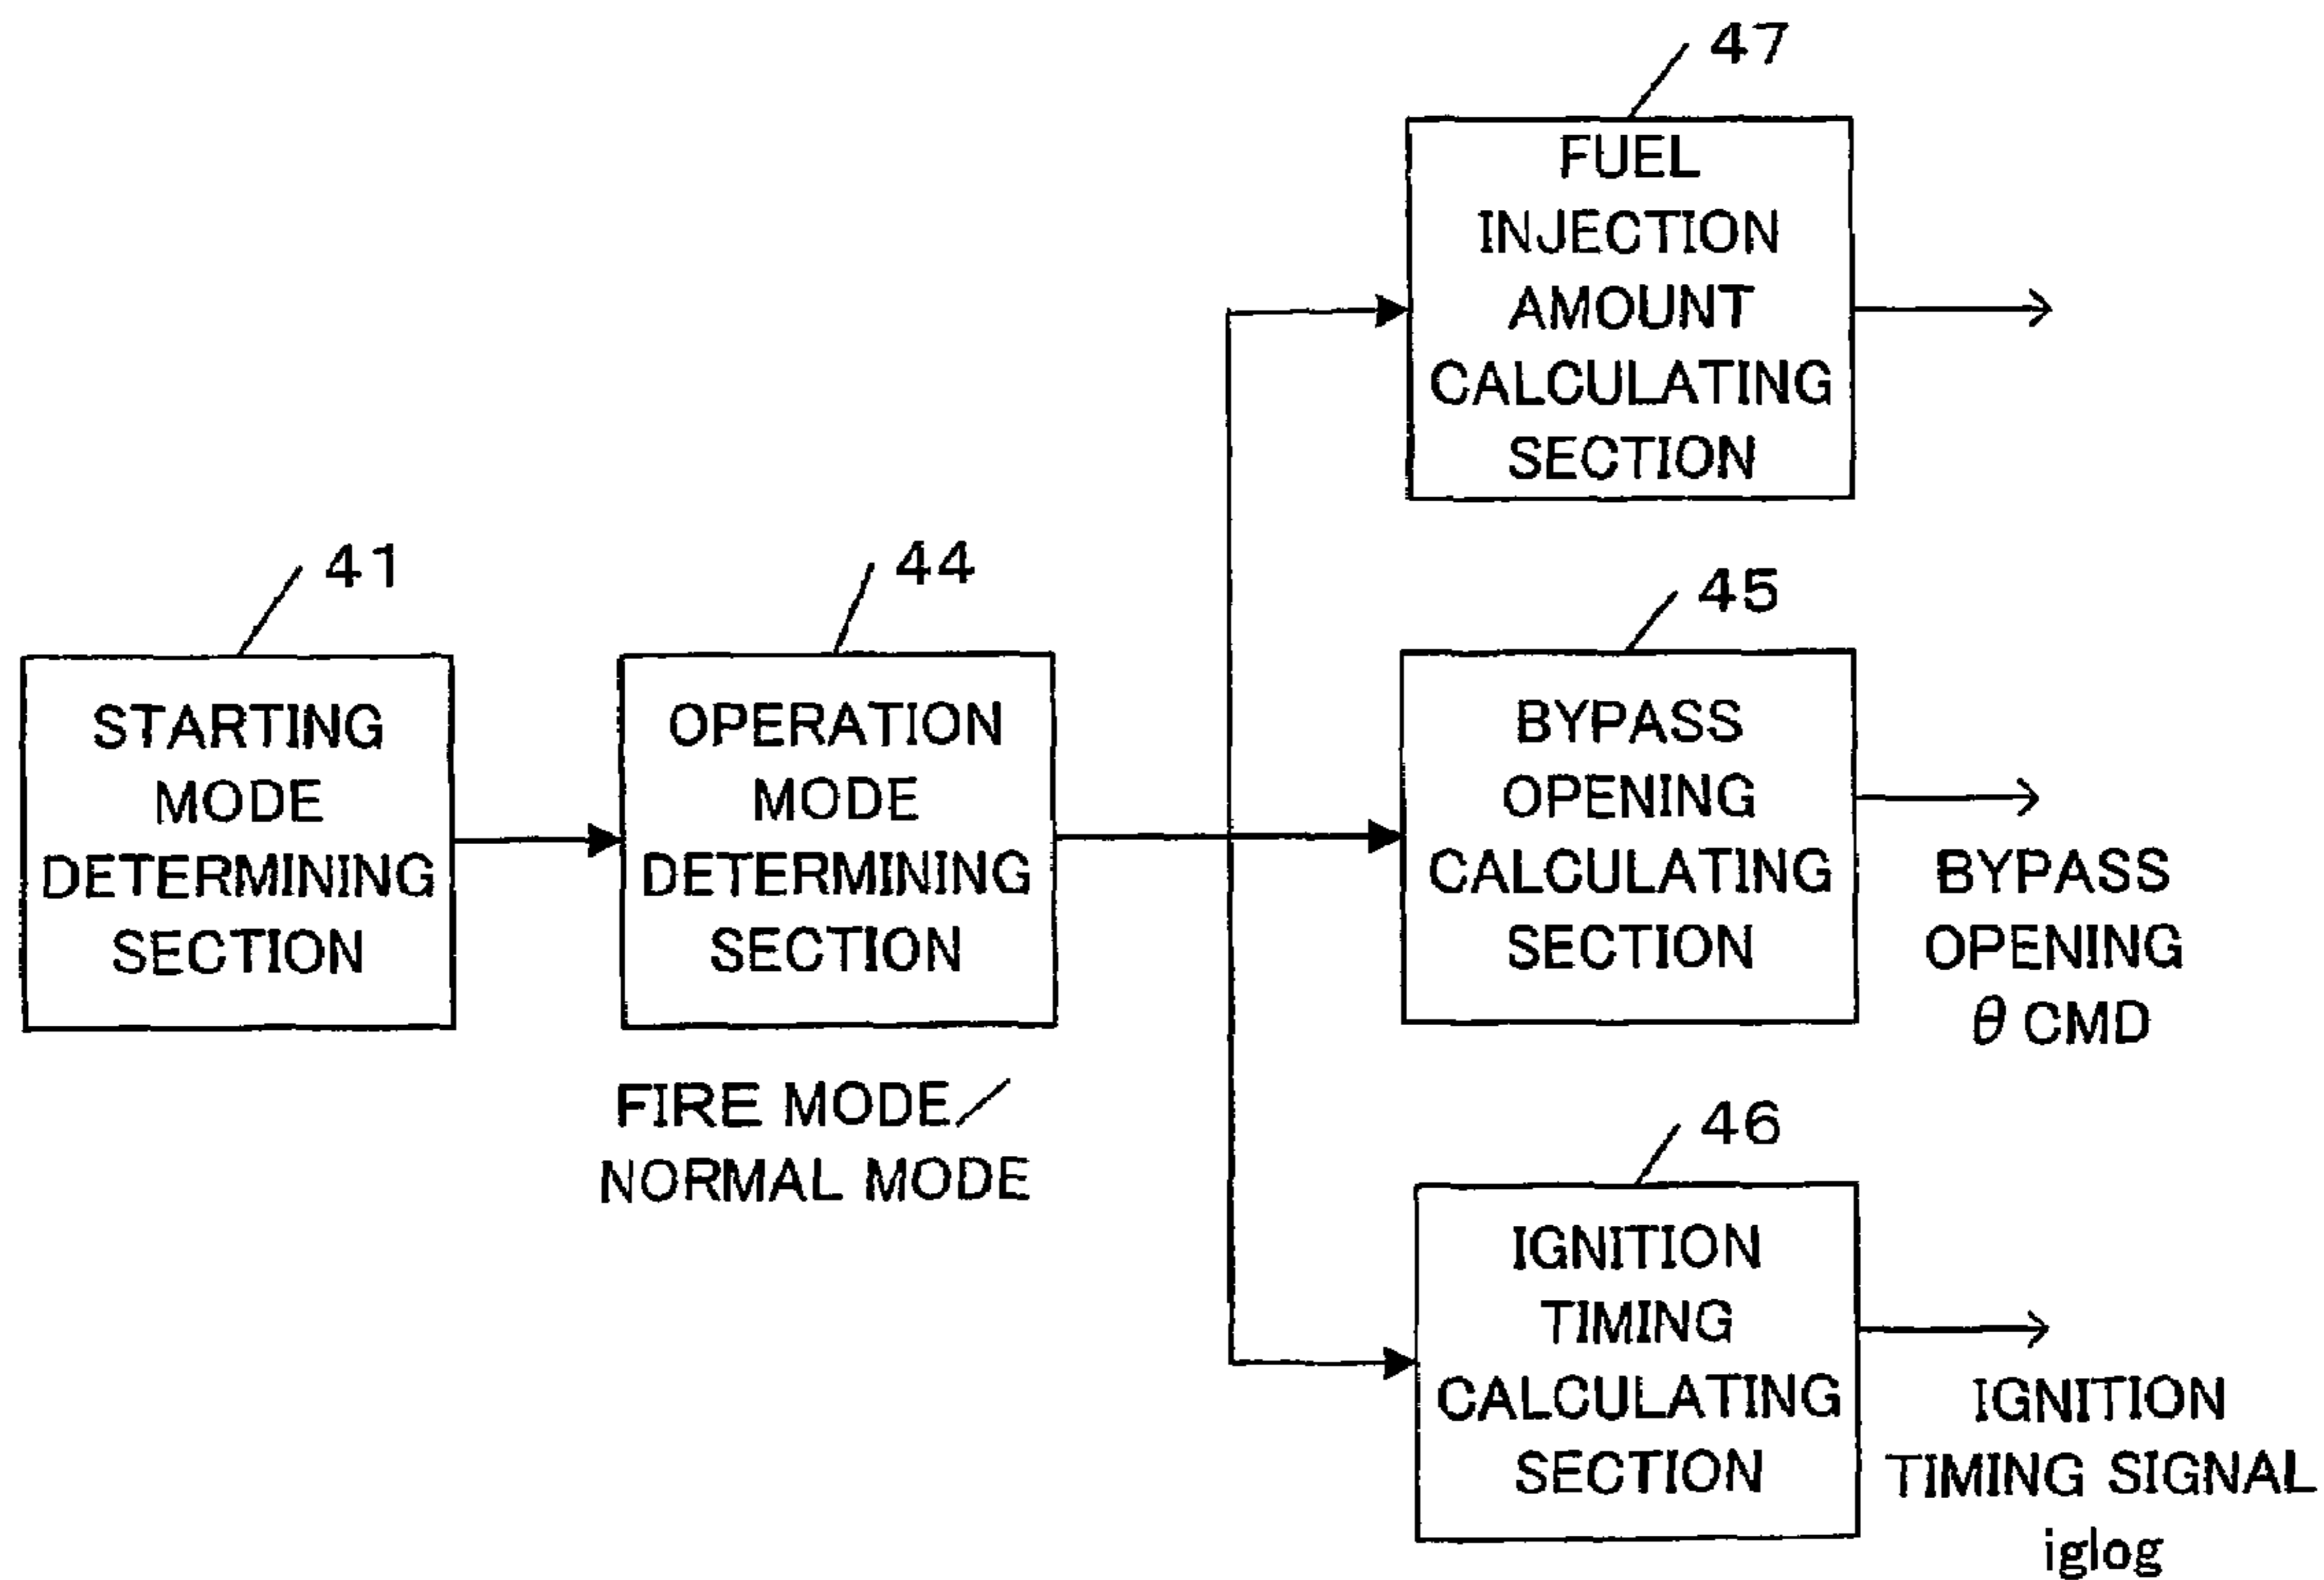 47
FUEL
INJECTION
AMOUNT
CALCULATING
SECTION
41
STARTING
MODE
DETERMINING
SECTION
44
OPERATION
MODE
DETERMINING
SECTION
FIRE MODE/
NORMAL MODE
45
BYPASS
OPENING
CALCULATING
SECTION
BYPASS
OPENING
θ CMD
46
IGNITION
TIMING
CALCULATING
SECTION
IGNITION
TIMING SIGNAL
iglog